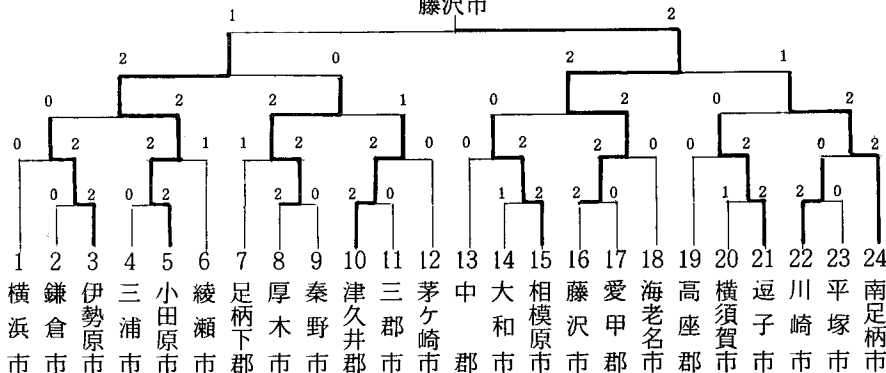 藤沢市
1 2
2 0 2 1
0 2 2 1 0 2 0 2
0 2 2 1 1 2 2 0 0 2 2 0 0 2 0 2
0 2 0 2 2 0 2 0 1 2 2 0 1 2 2 0
1 2 3 4 5 6 7 8 9 10 11 12 13 14 15 16 17 18 19 20 21 22 23 24
横浜市
鎌倉市
伊勢原市
三浦市
小田原市
綾瀬市
足柄下郡
厚木市
秦野市
津久井郡
三郡市
茅ケ崎市
中郡
大和市
相模原市
藤沢市
愛甲郡
海老名市
高座郡
横須賀市
逗子市
川崎市
平塚市
南足柄市